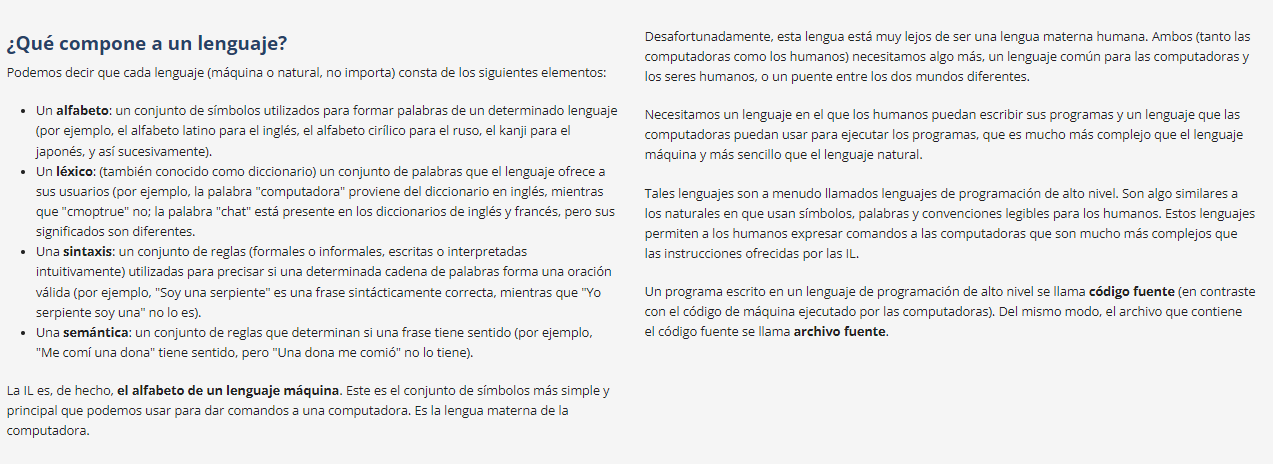 ¿Qué compone a un lenguaje?
Podemos decir que cada lenguaje (máquina o natural, no importa) consta de los siguientes elementos:
• Un alfabeto: un conjunto de símbolos utilizados para formar palabras de un determinado lenguaje
(por ejemplo, el alfabeto latino para el inglés, el alfabeto cirílico para el ruso, el kanji para el
japonés, y así sucesivamente).
• Un léxico: (también conocido como diccionario) un conjunto de palabras que el lenguaje ofrece a
sus usuarios (por ejemplo, la palabra "computadora" proviene del diccionario en inglés, mientras
que "cmoptrue" no; la palabra "chat" está presente en los diccionarios de inglés y francés, pero sus
significados son diferentes.
• Una sintaxis: un conjunto de reglas (formales o informales, escritas o interpretadas
intuitivamente) utilizadas para precisar si una determinada cadena de palabras forma una oración
válida (por ejemplo, "Soy una serpiente" es una frase sintácticamente correcta, mientras que "Yo
serpiente soy una" no lo es).
• Una semántica: un conjunto de reglas que determinan si una frase tiene sentido (por ejemplo,
"Me comí una dona" tiene sentido, pero "Una dona me comió" no lo tiene).
La IL es, de hecho, el alfabeto de un lenguaje máquina. Este es el conjunto de símbolos más simple y
principal que podemos usar para dar comandos a una computadora. Es la lengua materna de la
computadora.
Desafortunadamente, esta lengua está muy lejos de ser una lengua materna humana. Ambos (tanto las
computadoras como los humanos) necesitamos algo más, un lenguaje común para las computadoras y
los seres humanos, o un puente entre los dos mundos diferentes.
Necesitamos un lenguaje en el que los humanos puedan escribir sus programas y un lenguaje que las
computadoras puedan usar para ejecutar los programas, que es mucho más complejo que el lenguaje
máquina y más sencillo que el lenguaje natural.
Tales lenguajes son a menudo llamados lenguajes de programación de alto nivel. Son algo similares a
los naturales en que usan símbolos, palabras y convenciones legibles para los humanos. Estos lenguajes
permiten a los humanos expresar comandos a las computadoras que son mucho más complejos que
las instrucciones ofrecidas por las IL.
Un programa escrito en un lenguaje de programación de alto nivel se llama código fuente (en contraste
con el código de máquina ejecutado por las computadoras). Del mismo modo, el archivo que contiene
el código fuente se llama archivo fuente.